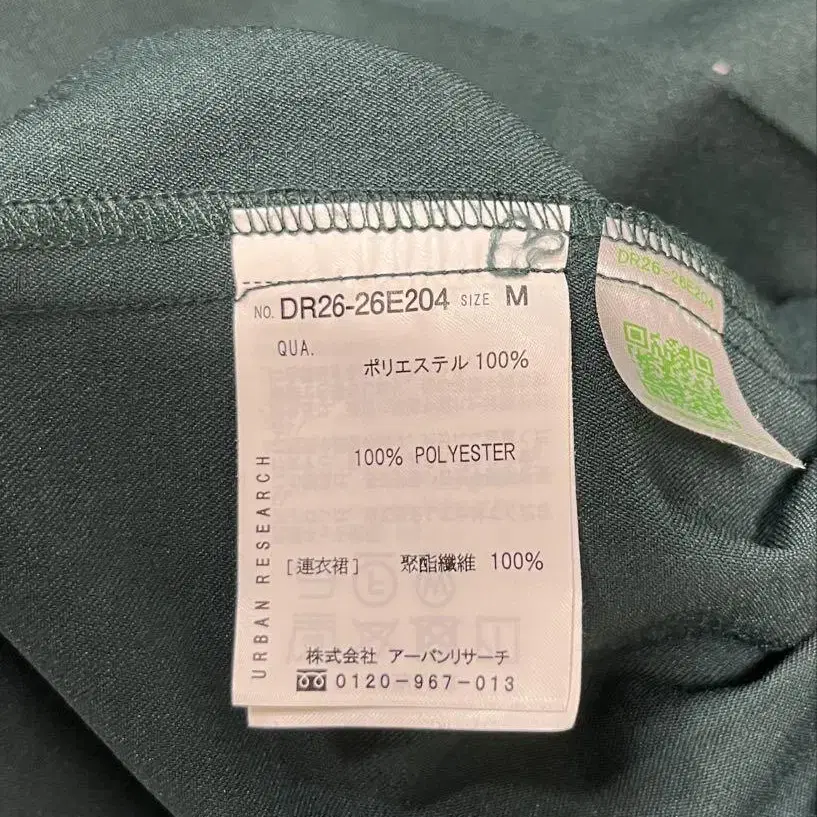 NO. DR26-26E204 SIZE M
QUA.
ポリエステル 100%
100% POLYESTER
[連衣裙] 聚酯纖維 100%
株式会社 アーバンリサーチ
0120-967-013
URBAN RESEARCH
DR26-26E204